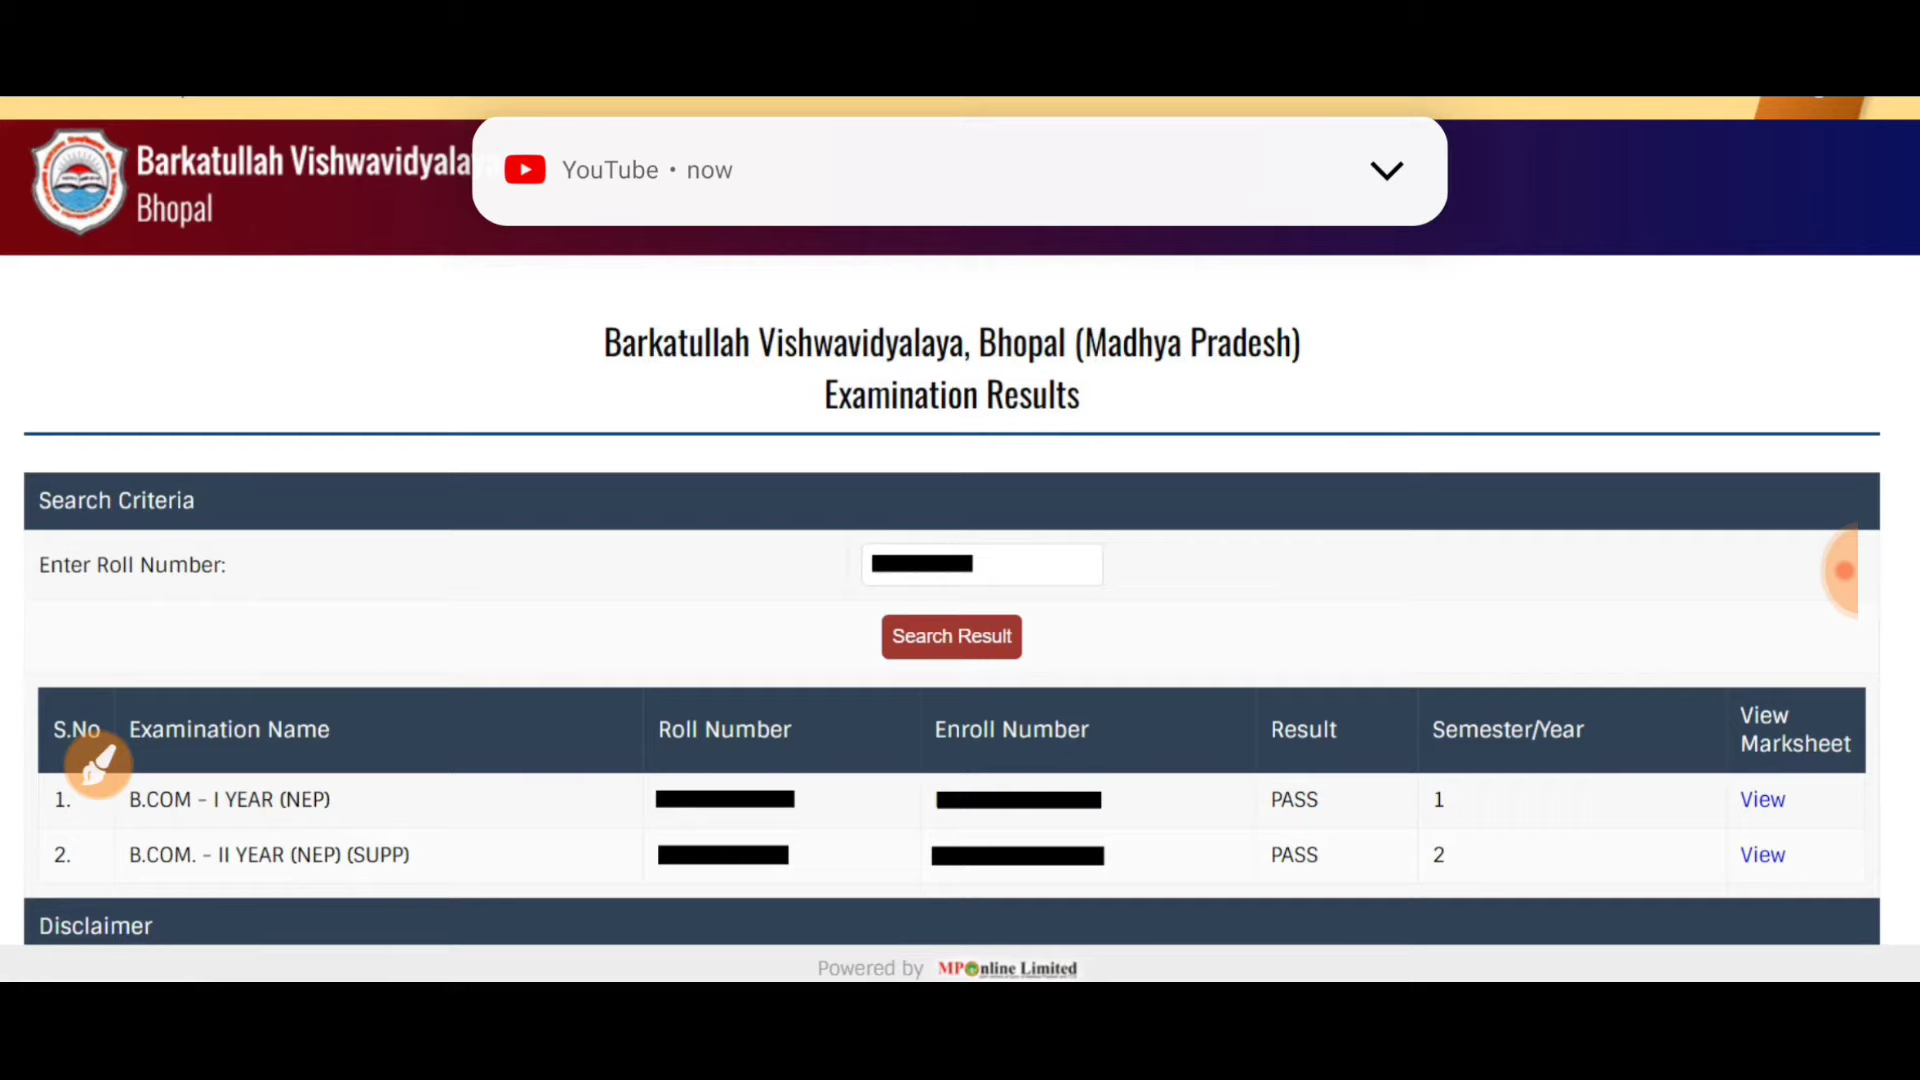 Barkatullah Vishwavidyalaya
Bhopal
YouTube • now
Barkatullah Vishwavidyalaya, Bhopal (Madhya Pradesh)
Examination Results
Search Criteria
Enter Roll Number:
Search Result
S.No Examination Name Roll Number Enroll Number Result Semester/Year View Marksheet
1. B.COM - I YEAR (NEP) PASS 1 View
2. B.COM. - II YEAR (NEP) (SUPP) PASS 2 View
Disclaimer
Powered by MPOnline Limited